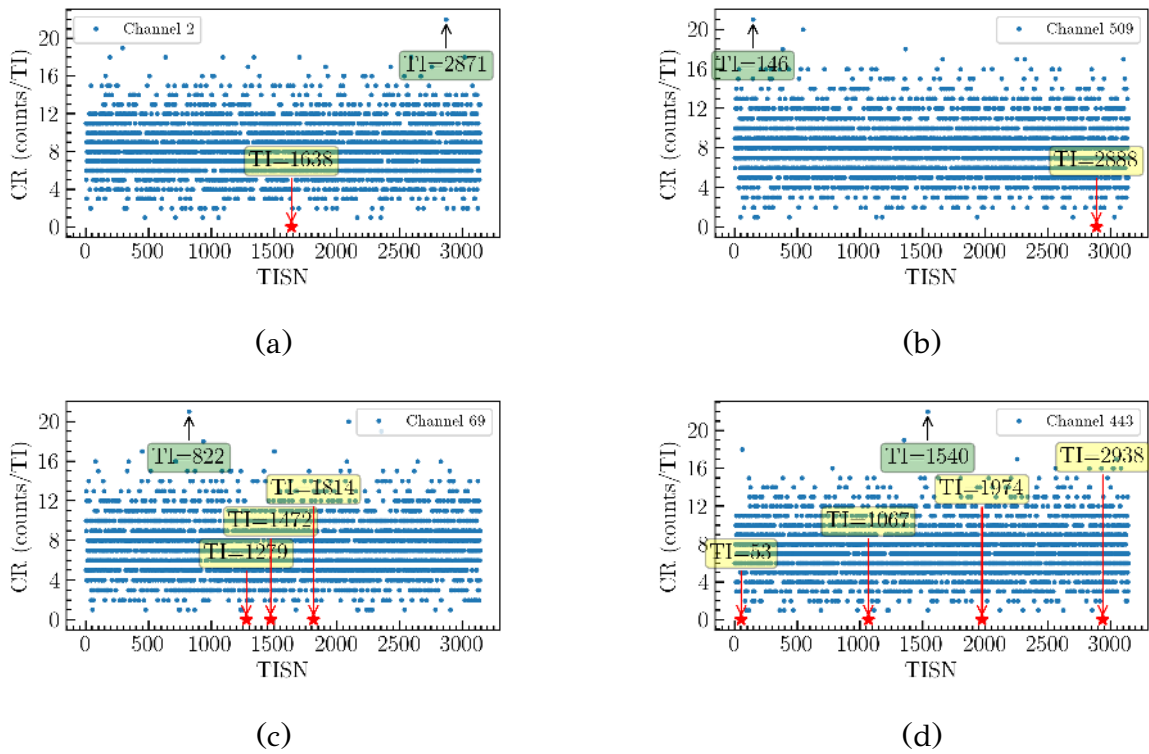 Channel 2
TI=2871
TI=1638
CR (counts/TI)
20
16
12
8
4
0
0 500 1000 1500 2000 2500 3000
TISN
(a)
Channel 509
TI=146
TI=2888
CR (counts/TI)
20
16
12
8
4
0
0 500 1000 1500 2000 2500 3000
TISN
(b)
Channel 69
TI=822
TI=1814
TI=1472
TI=1279
CR (counts/TI)
20
16
12
8
4
0
0 500 1000 1500 2000 2500 3000
TISN
(c)
Channel 443
TI=1540
TI=2938
TI=1974
TI=1067
TI=53
CR (counts/TI)
20
16
12
8
4
0
0 500 1000 1500 2000 2500 3000
TISN
(d)